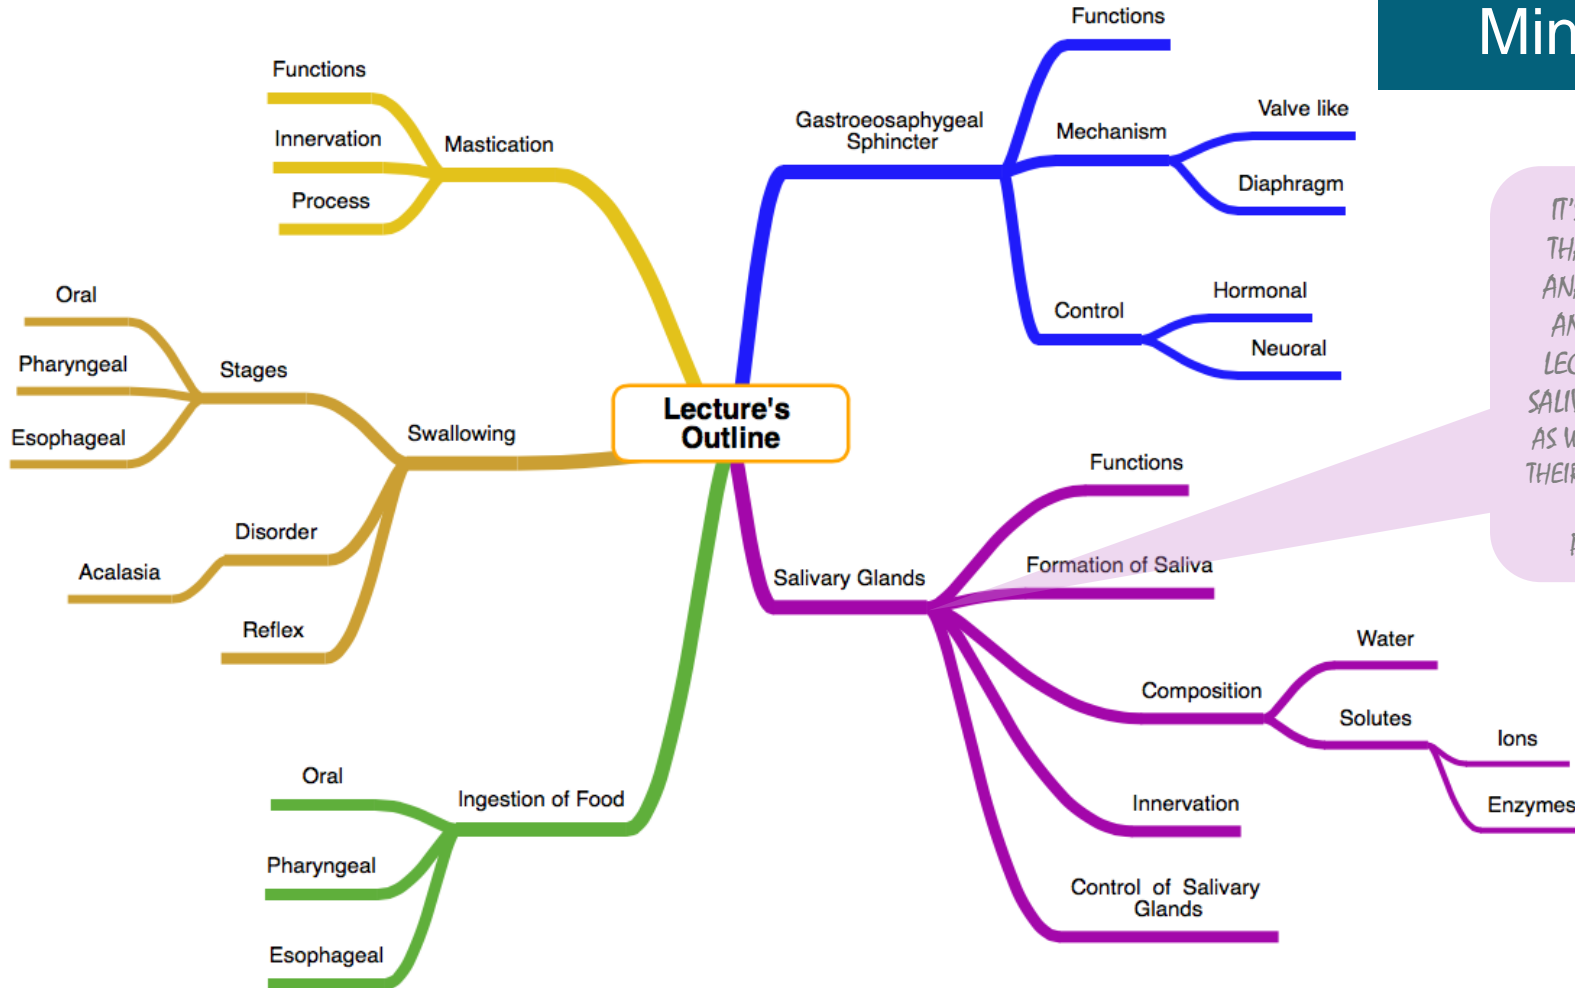 Functions
Innervation
Process
Mastication
Oral
Pharyngeal
Esophageal
Stages
Swallowing
Disorder
Acalasia
Reflex
Oral
Pharyngeal
Esophageal
Ingestion of Food
Lecture's
Outline
Gastroeosaphygeal
Sphincter
Functions
Mechanism
Valve like
Diaphragm
Control
Hormonal
Neuoral
Salivary Glands
Functions
Formation of Saliva
Composition
Water
Solutes
Ions
Enzymes
Innervation
Control of Salivary
Glands
AS
THEIR